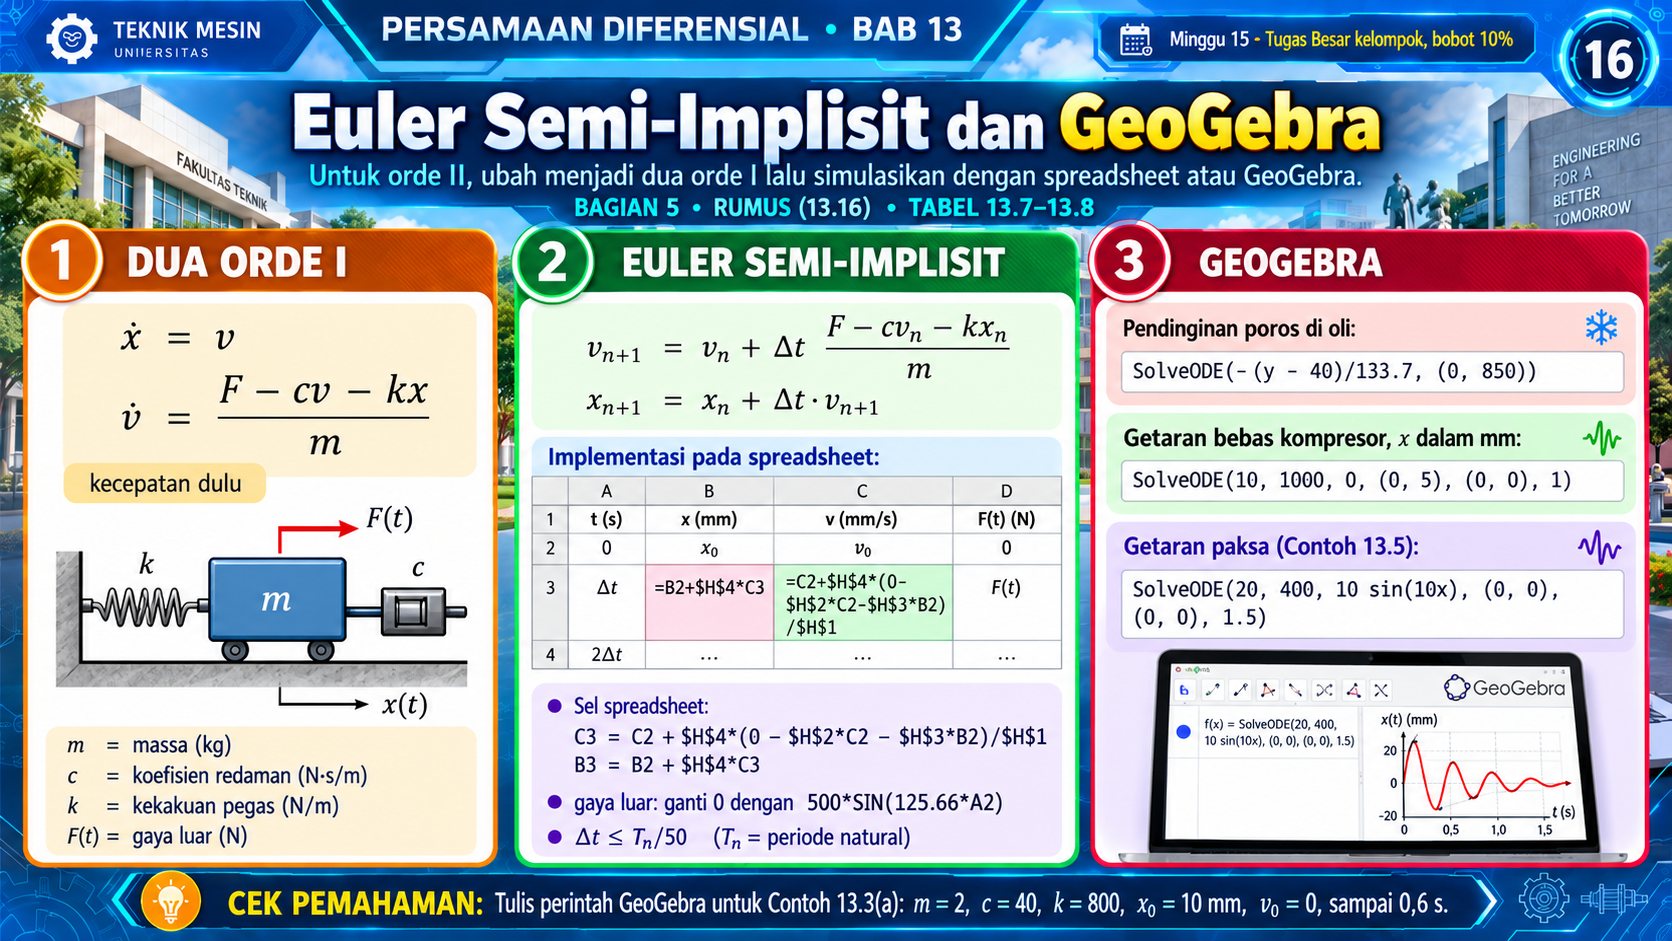 TEKNIK MESIN
UNIIERSITAS
PERSAMAAN DIFERENSIAL • BAB 13
Minggu 15 - Tugas Besar kelompok, bobot 10%
16
Euler Semi-Implisit dan GeoGebra
Untuk orde II, ubah menjadi dua orde I lalu simulasikan dengan spreadsheet atau GeoGebra.
BAGIAN 5 • RUMUS (13.16) • TABEL 13.7–13.8
FAKULTAS TEKNIK
ENGINEERING
FOR A
BETTER
TOMORROW
1 DUA ORDE I
ẋ = v
v̇ = (F − cv − kx)/m
kecepatan dulu
F(t)
k
m
c
x(t)
m = massa (kg)
c = koefisien redaman (N·s/m)
k = kekakuan pegas (N/m)
F(t) = gaya luar (N)
2 EULER SEMI-IMPLISIT
vₙ₊₁ = vₙ + Δt (F − cvₙ − kxₙ)/m
xₙ₊₁ = xₙ + Δt · vₙ₊₁
Implementasi pada spreadsheet:
A B C D
1 t (s) x (mm) v (mm/s) F(t) (N)
2 0 x₀ v₀ 0
3 Δt =B2+$H$4*C3 =C2+$H$4*(0-
$H$2*C2-$H$3*B2)
/$H$1 F(t)
4 2Δt ... ... ...
• Sel spreadsheet:
C3 = C2 + $H$4*(0 – $H$2*C2 – $H$3*B2)/$H$1
B3 = B2 + $H$4*C3
• gaya luar: ganti 0 dengan 500*SIN(125.66*A2)
• Δt ≤ Tₙ/50 (Tₙ = periode natural)
3 GEOGEBRA
Pendinginan poros di oli:
SolveODE(-(y - 40)/133.7, (0, 850))
Getaran bebas kompresor, x dalam mm:
SolveODE(10, 1000, 0, (0, 5), (0, 0), 1)
Getaran paksa (Contoh 13.5):
SolveODE(20, 400, 10 sin(10x), (0, 0),
(0, 0), 1.5)
GeoGebra
f(x) = SolveODE(20, 400,
10 sin(10x), (0, 0), (0, 0), 1.5)
x(t) (mm)
20
0
-20
t (s)
0 0,5 1,0 1,5
CEK PEMAHAMAN: Tulis perintah GeoGebra untuk Contoh 13.3(a): m = 2, c = 40, k = 800, x₀ = 10 mm, v₀ = 0, sampai 0,6 s.